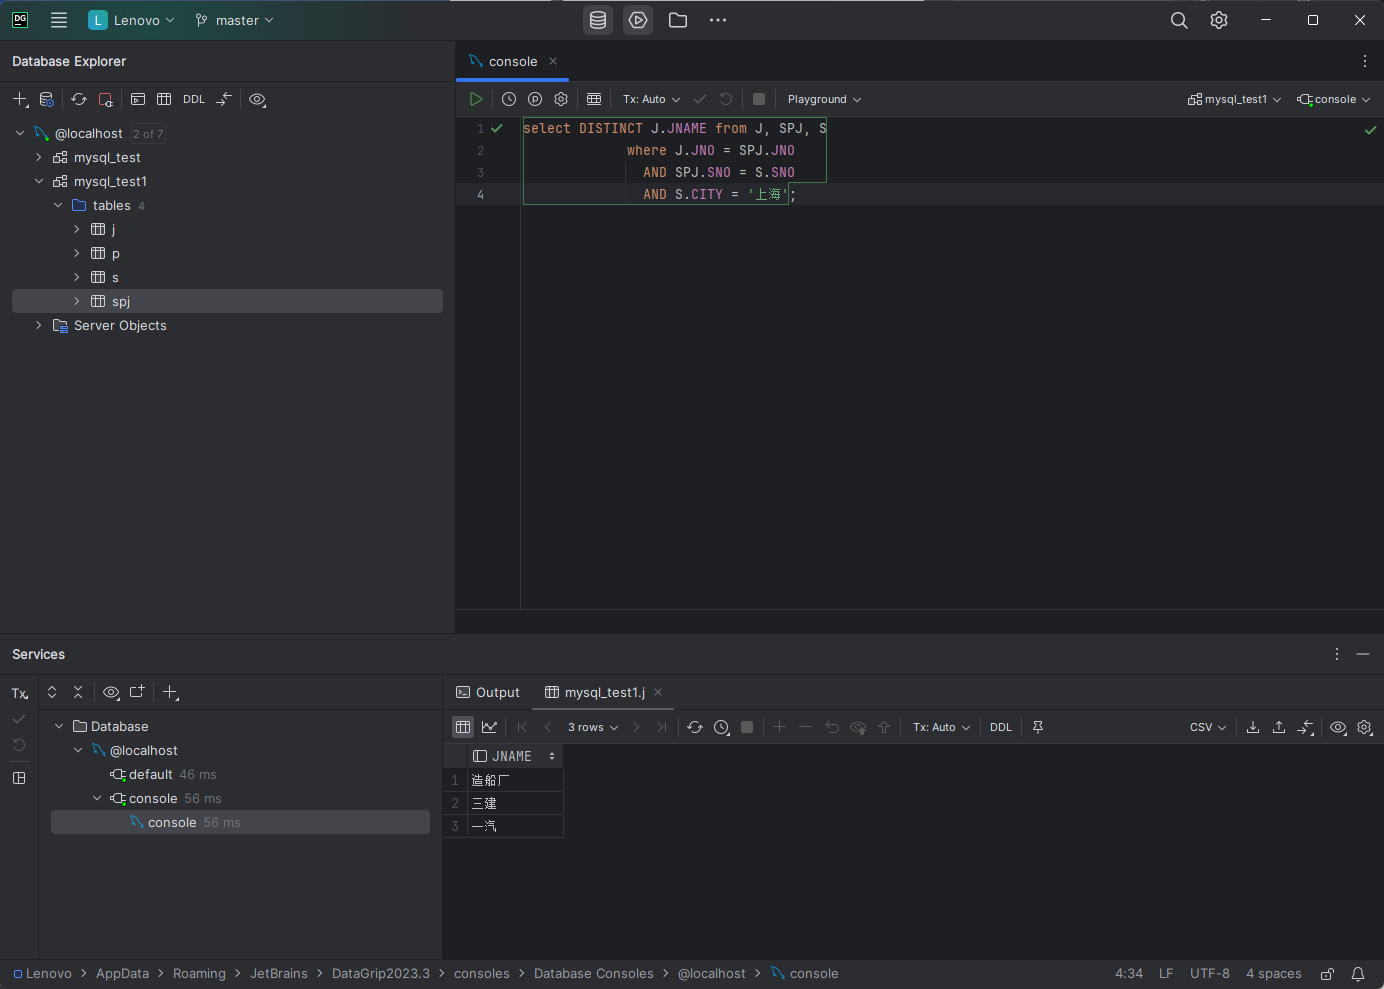 DG
L Lenovo master
Database Explorer
console
DDL
Tx: Auto
Playground
mysql_test1
console
@localhost 2 of 7
mysql_test
mysql_test1
tables 4
j
p
s
spj
Server Objects
1 select DISTINCT J.JNAME from J, SPJ, S
2 where J.JNO = SPJ.JNO
3 AND SPJ.SNO = S.SNO
4 AND S.CITY = '上海';
Services
Tx
Database
@localhost
default 46 ms
console 56 ms
console 56 ms
Output mysql_test1.j
3 rows Tx: Auto DDL CSV
JNAME
1 造船厂
2 三建
3 一汽
Lenovo > AppData > Roaming > JetBrains > DataGrip2023.3 > consoles > Database Consoles > @localhost > console
4:34 LF UTF-8 4 spaces